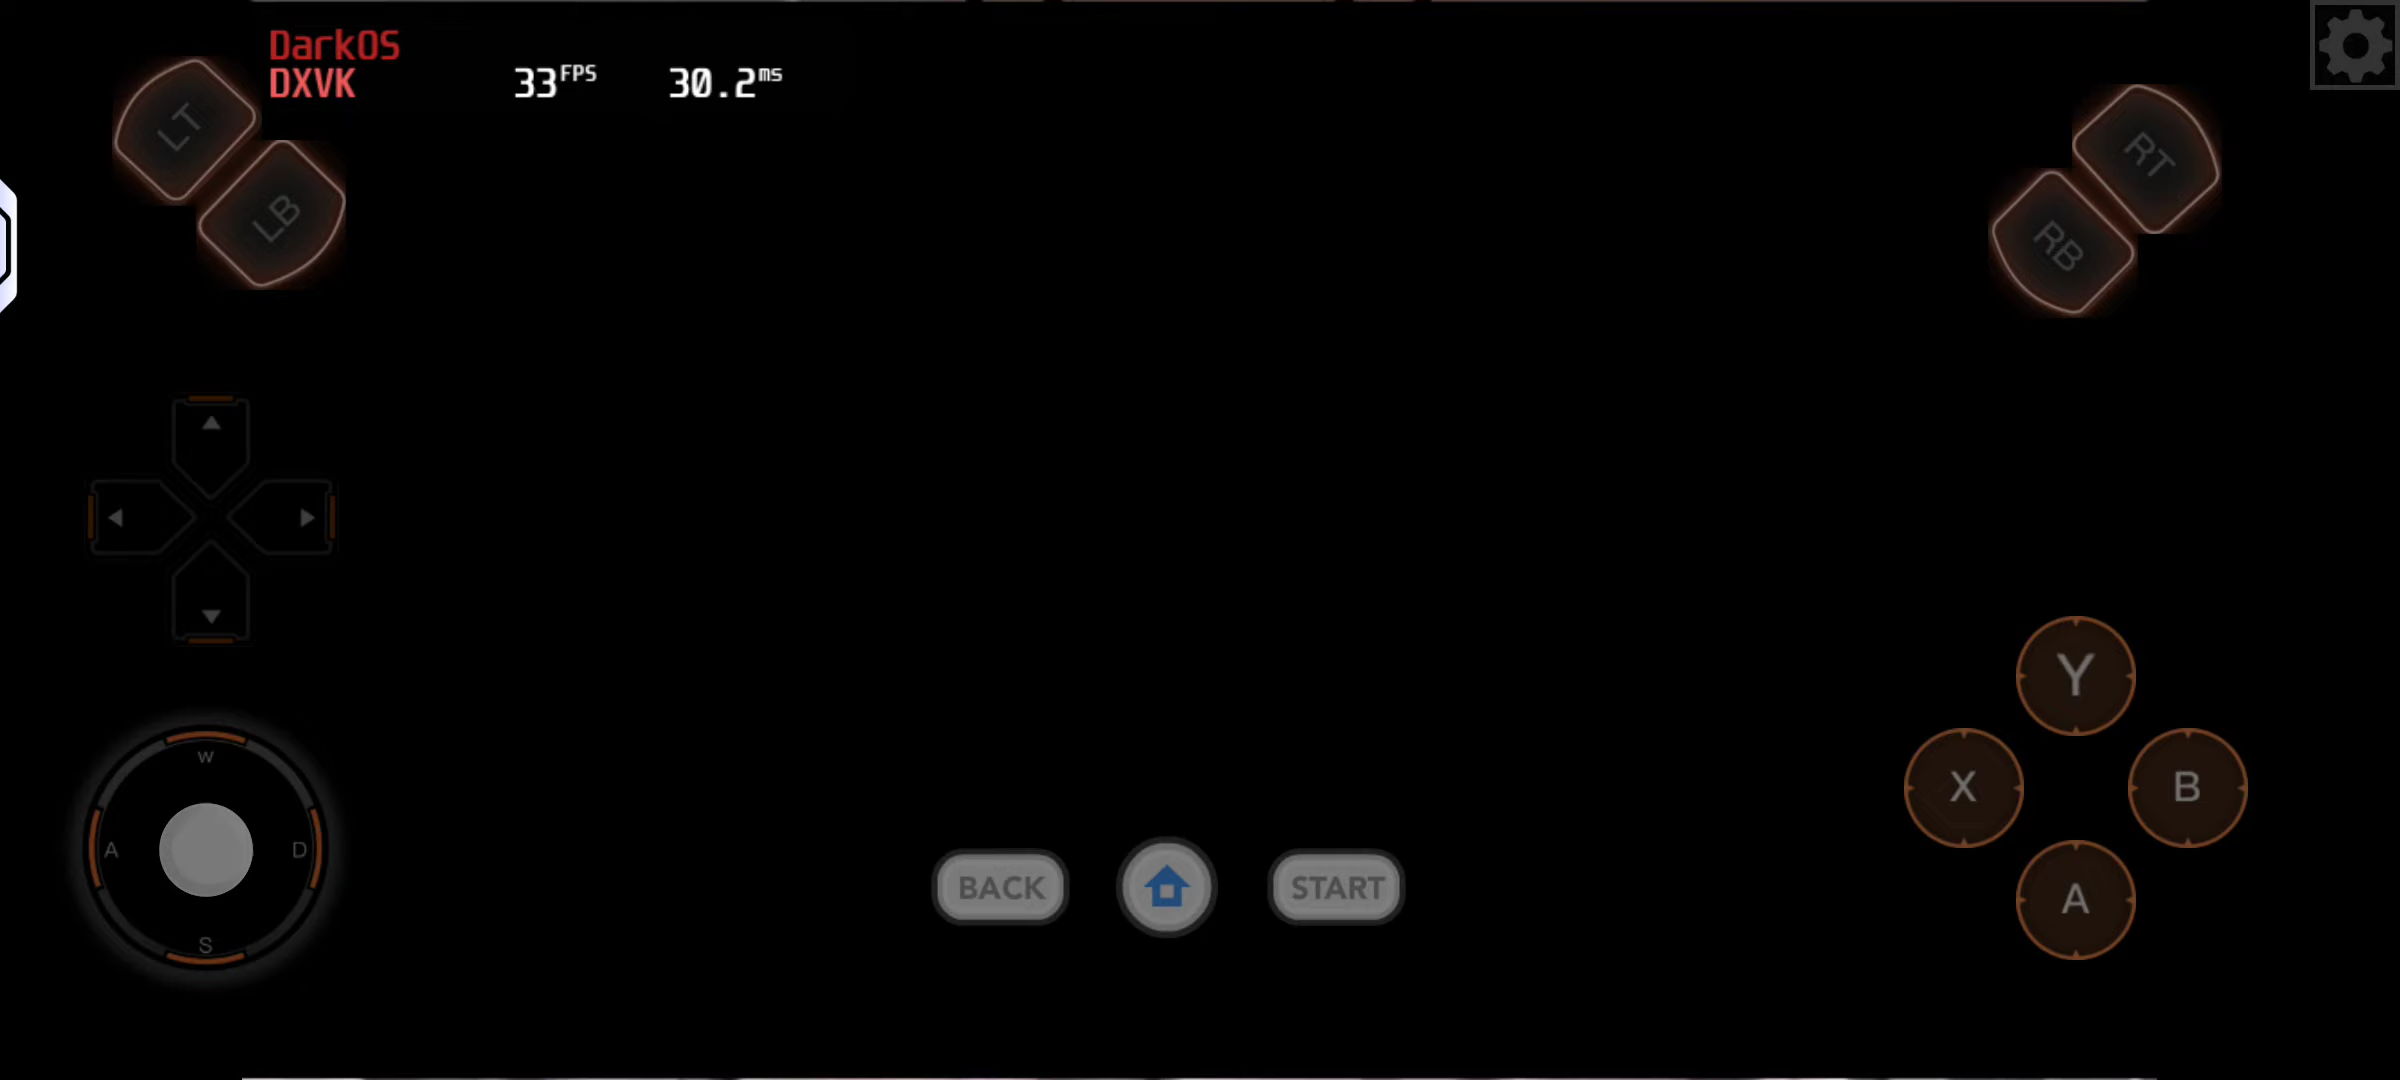 DarkOS
DXVK 33FPS 30.2ms
LT
LB
RT
RB
W
A D
S
Y
X B
A
BACK START